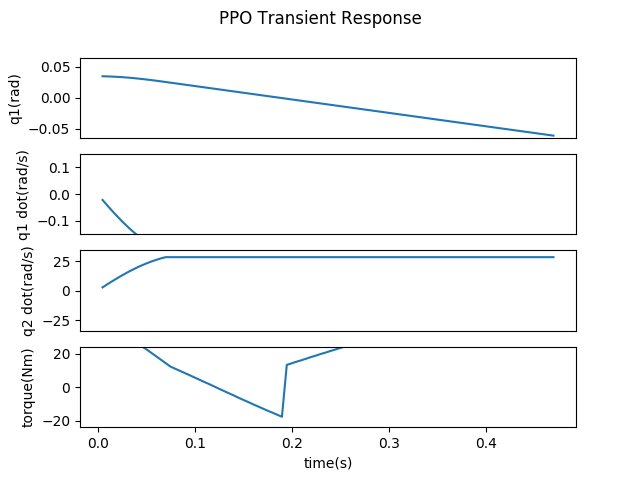 PPO Transient Response
q1(rad)
0.05
0.00
−0.05
q1 dot(rad/s)
0.1
0.0
−0.1
q2 dot(rad/s)
25
0
−25
torque(Nm)
20
0
−20
0.0 0.1 0.2 0.3 0.4
time(s)